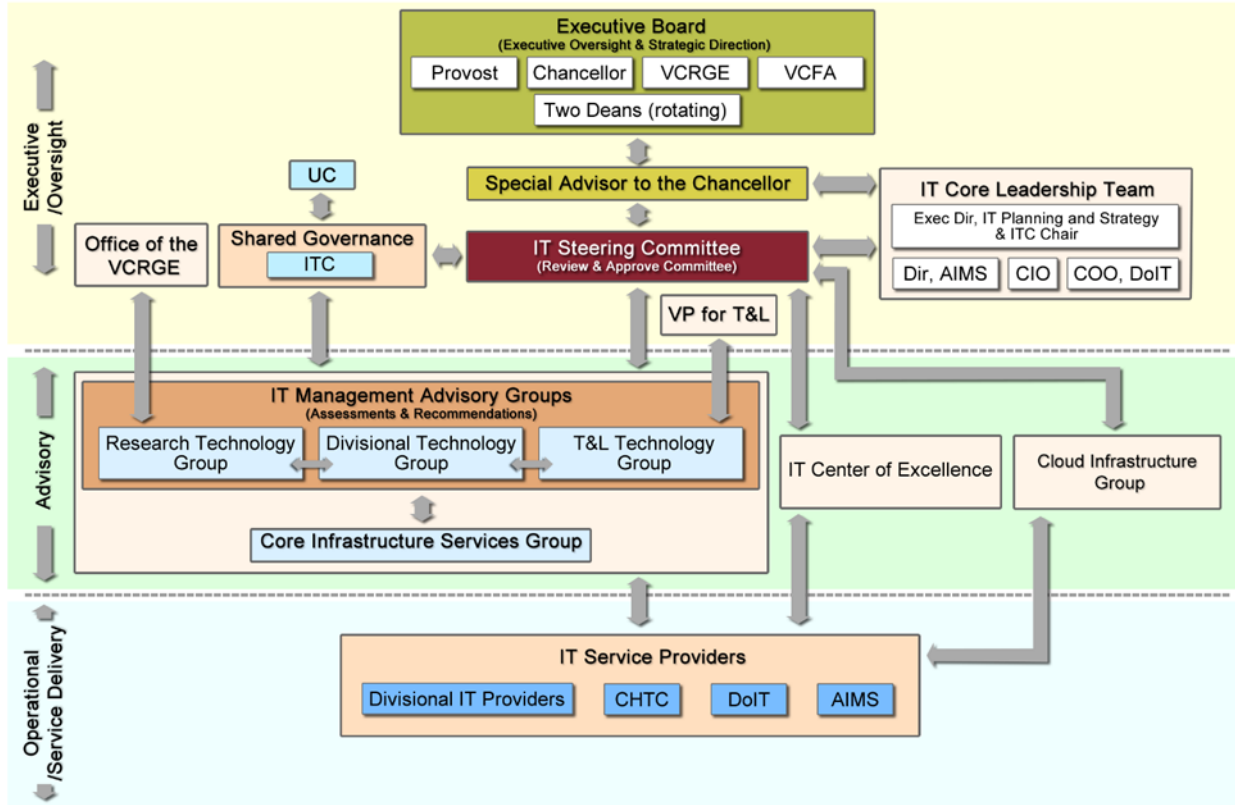 Executive Board
(Executive Oversight & Strategic Direction)
Provost
Chancellor
VCRGE
VCFA
Two Deans (rotating)
Executive
/Oversight
UC
Special Advisor to the Chancellor
IT Core Leadership Team
Exec Dir, IT Planning and Strategy
& ITC Chair
Dir, AIMS
CIO
COO, DoIT
Office of the
VCRGE
Shared Governance
ITC
IT Steering Committee
(Review & Approve Committee)
VP for T&L
Advisory
IT Management Advisory Groups
(Assessments & Recommendations)
Research Technology
Group
Divisional Technology
Group
T&L Technology
Group
Core Infrastructure Services Group
IT Center of Excellence
Cloud Infrastructure
Group
Operational
/Service Delivery
IT Service Providers
Divisional IT Providers
CHTC
DoIT
AIMS